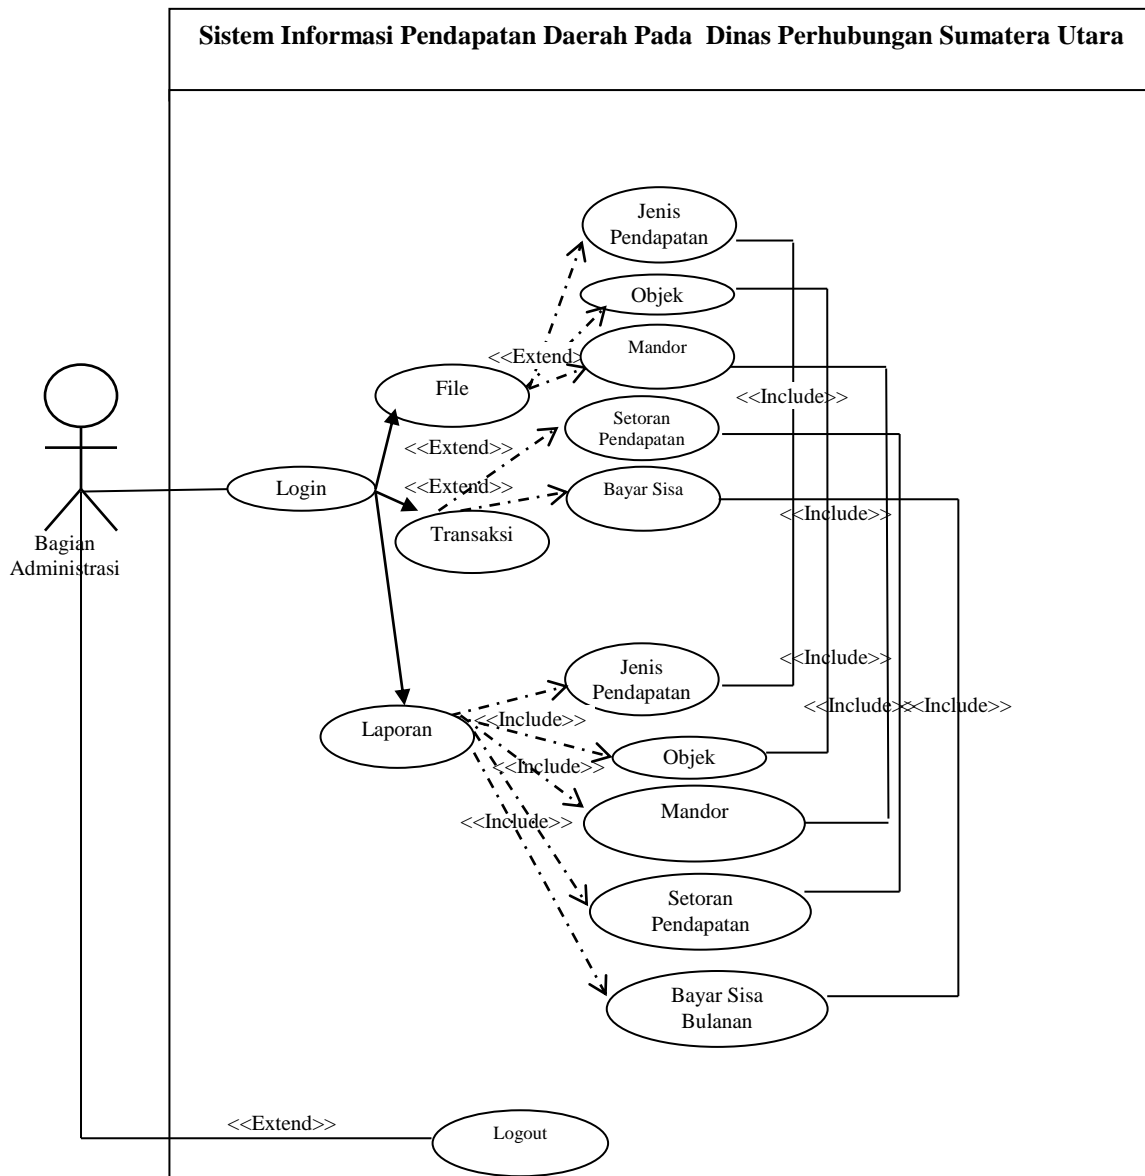 Sistem Informasi Pendapatan Daerah Pada Dinas Perhubungan Sumatera Utara
Jenis
Pendapatan
Objek
Mandor
<<Extend>
File
<<Include>>
Setoran
Pendapatan
<<Extend>>
Login
<<Extend>>
Bayar Sisa
<<Include>>
Transaksi
Bagian
Administrasi
Jenis
Pendapatan
<<Include>>
<<Include>>
<<Include>>
<<Include>>
Laporan
Objek
<<Include>>
Mandor
<<Include>>
Setoran
Pendapatan
Bayar Sisa
Bulanan
<<Extend>>
Logout